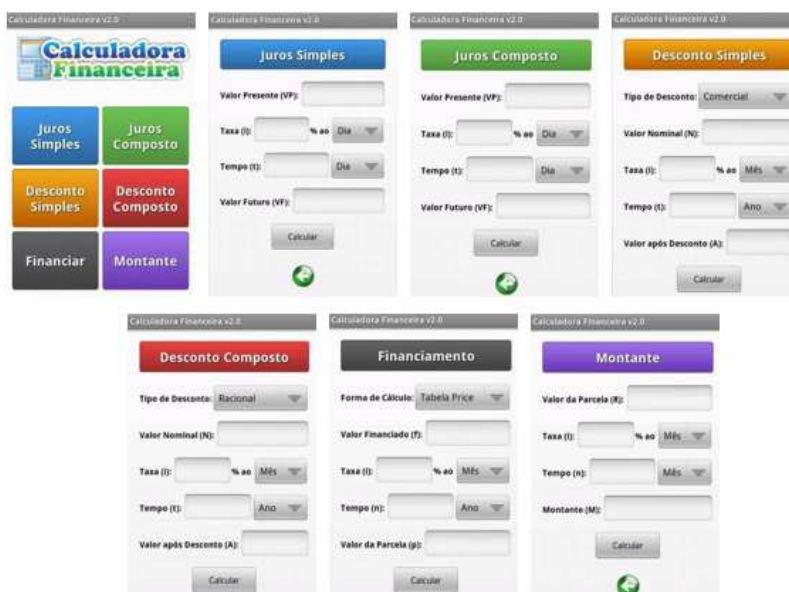 Calculadora Financeira v2.0
Calculadora
Financeira
Juros
Simples
Juros
Composto
Desconto
Simples
Desconto
Composto
Financiar
Montante
Calculadora Financeira v2.0
Juros Simples
Valor Presente (VP):
Taxa (i): % ao Dia
Tempo (t): Dia
Valor Futuro (VF):
Calcular
Calculadora Financeira v2.0
Juros Composto
Valor Presente (VP):
Taxa (i): % ao Dia
Tempo (t): Dia
Valor Futuro (VF):
Calcular
Calculadora Financeira v2.0
Desconto Simples
Tipo de Desconto: Comercial
Valor Nominal (N):
Taxa (i): % ao Mês
Tempo (t): Ano
Valor após Desconto (A):
Calcular
Calculadora Financeira v2.0
Desconto Composto
Tipo de Desconto: Racional
Valor Nominal (N):
Taxa (i): % ao Mês
Tempo (t): Ano
Valor após Desconto (A):
Calcular
Calculadora Financeira v2.0
Financiamento
Forma de Cálculo: Tabela Price
Valor Financiado (f):
Taxa (i): % ao Mês
Tempo (n): Ano
Valor da Parcela (p):
Calcular
Calculadora Financeira v2.0
Montante
Valor da Parcela (R):
Taxa (i): % ao Mês
Tempo (n): Mês
Montante (M):
Calcular